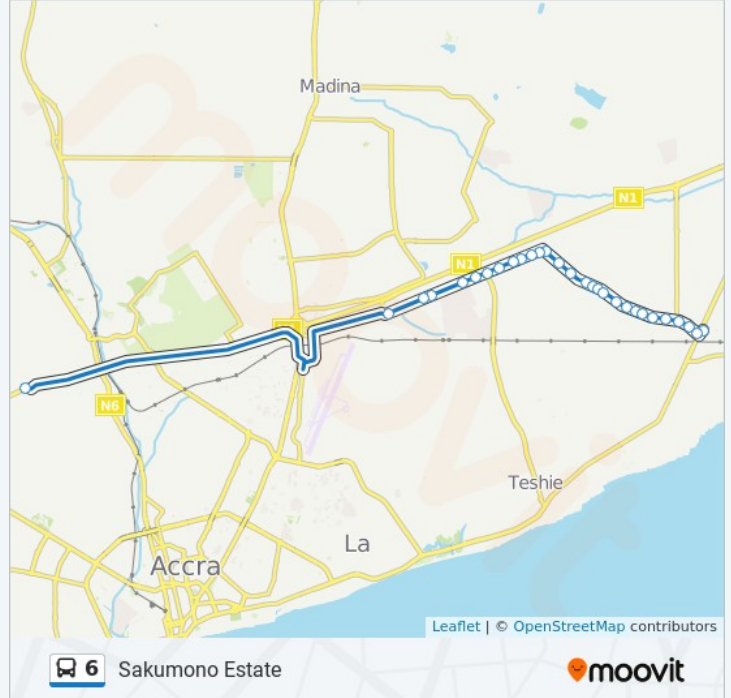 Madina
N1
N1
N6
Teshie
La
Accra
Leaflet | © OpenStreetMap contributors
6 Sakumono Estate
moovit